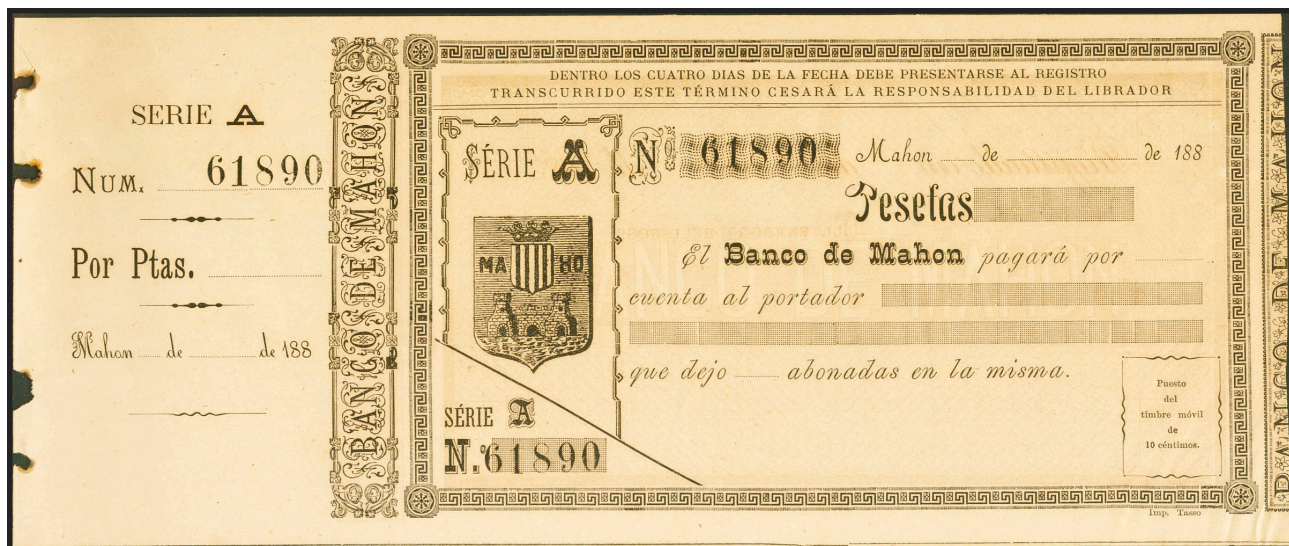 SERIE A
NUM. 61890
Por Ptas.
Mahon de de 188
BANCO DE MAHON
DENTRO LOS CUATRO DIAS DE LA FECHA DEBE PRESENTARSE AL REGISTRO
TRANSCURRIDO ESTE TÉRMINO CESARÁ LA RESPONSABILIDAD DEL LIBRADOR
SÉRIE A
Nº 61890
Mahon de de 188
Pesetas
MA HO
El Banco de Mahon pagará por
cuenta al portador
que dejo abonadas en la misma.
Puesto
del
timbre móvil
de
10 céntimos.
SÉRIE A
N.º 61890
Imp. Tasso
BANCO DE MAHON